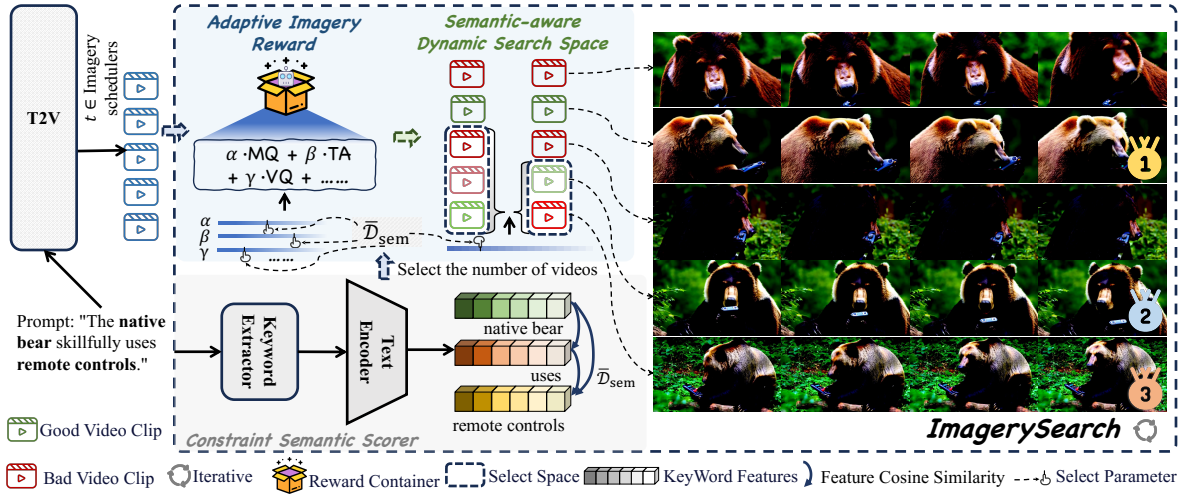 T2V
t ∈ Imagery
schedulers
Adaptive Imagery
Reward
α ·MQ + β ·TA
+ γ ·VQ + ......
α
β
γ
......
D̄sem
Semantic-aware
Dynamic Search Space
Select the number of videos
Prompt: "The native
bear skillfully uses
remote controls."
Keyword
Extractor
Text
Encoder
native bear
uses
remote controls
D̄sem
Constraint Semantic Scorer
1
2
3
ImagerySearch
Good Video Clip
Bad Video Clip
Iterative
Reward Container
Select Space
KeyWord Features
Feature Cosine Similarity
Select Parameter